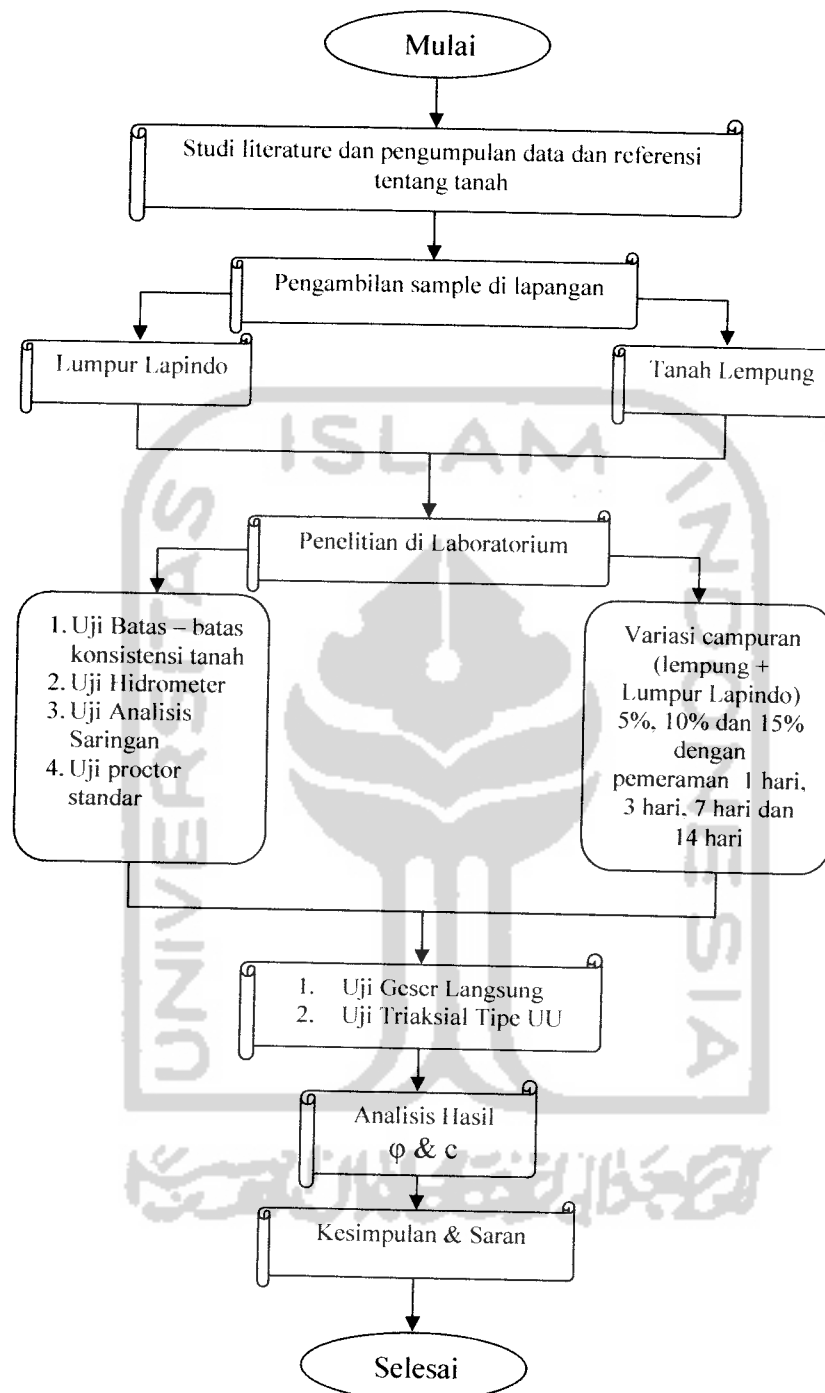 Mulai
Studi literature dan pengumpulan data dan referensi
tentang tanah
Pengambilan sample di lapangan
Lumpur Lapindo
Tanah Lempung
Penelitian di Laboratorium
1. Uji Batas – batas
konsistensi tanah
2. Uji Hidrometer
3. Uji Analisis
Saringan
4. Uji proctor
standar
Variasi campuran
(lempung +
Lumpur Lapindo)
5%, 10% dan 15%
dengan
pemeraman 1 hari,
3 hari, 7 hari dan
14 hari
1. Uji Geser Langsung
2. Uji Triaksial Tipe UU
Analisis Hasil
φ & c
Kesimpulan & Saran
Selesai
UNIVERSITAS
ISLAM
INDONESIA